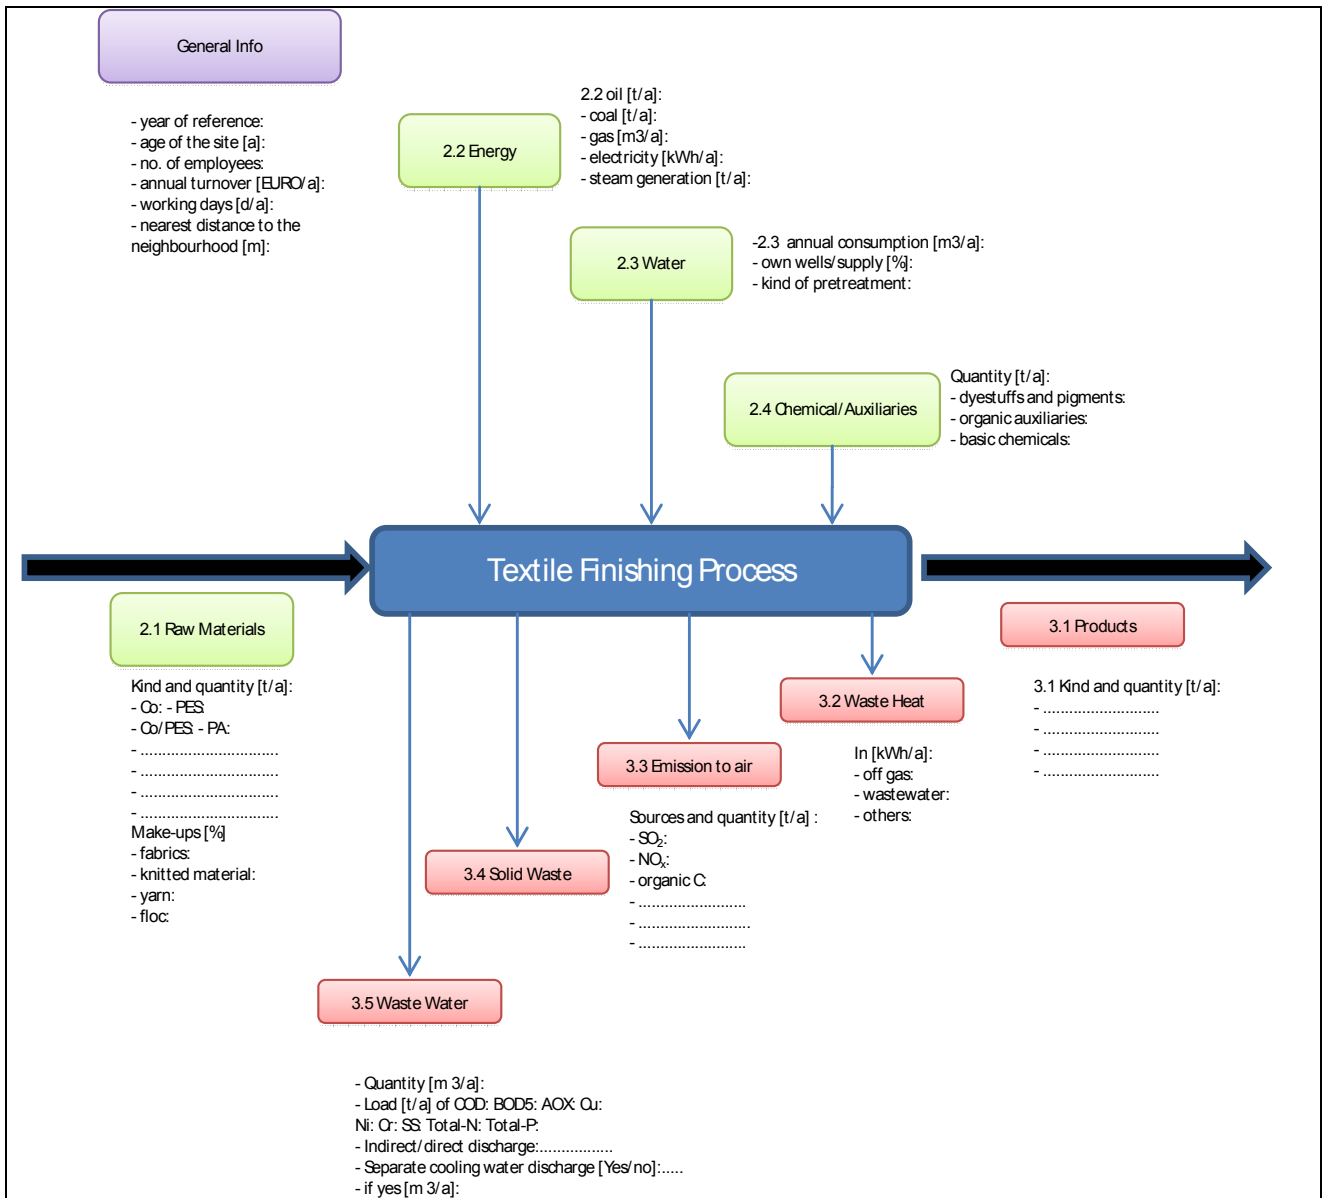 General Info
- year of reference:
- age of the site [a]:
- no. of employees:
- annual turnover [EURO/a]:
- working days [d/a]:
- nearest distance to the
neighbourhood [m]:
2.2 Energy
2.2 oil [t/a]:
- coal [t/a]:
- gas [m3/a]:
- electricity [kWh/a]:
- steam generation [t/a]:
2.3 Water
-2.3 annual consumption [m3/a]:
- own wells/supply [%]:
- kind of pretreatment:
2.4 Chemical/Auxiliaries
Quantity [t/a]:
- dyestuffs and pigments:
- organic auxiliaries:
- basic chemicals:
Textile Finishing Process
2.1 Raw Materials
Kind and quantity [t/a]:
- Co: - PES:
- Co/PES: - PA:
- ................................
- ................................
- ................................
- ................................
Make-ups [%]
- fabrics:
- knitted material:
- yarn:
- floc:
3.1 Products
3.1 Kind and quantity [t/a]:
- ...........................
- ...........................
- ...........................
- ...........................
3.2 Waste Heat
In [kWh/a]:
- off gas:
- wastewater:
- others:
3.3 Emission to air
Sources and quantity [t/a] :
- SO₂:
- NOₓ:
- organic C:
- .........................
- ..........................
- .........................
3.4 Solid Waste
3.5 Waste Water
- Quantity [m 3/a]:
- Load [t/a] of COD: BOD5: AOX: Cu:
Ni: Cr: SS: Total-N: Total-P:
- Indirect/direct discharge:.................
- Separate cooling water discharge [Yes/no]:.....
- if yes [m 3/a]: